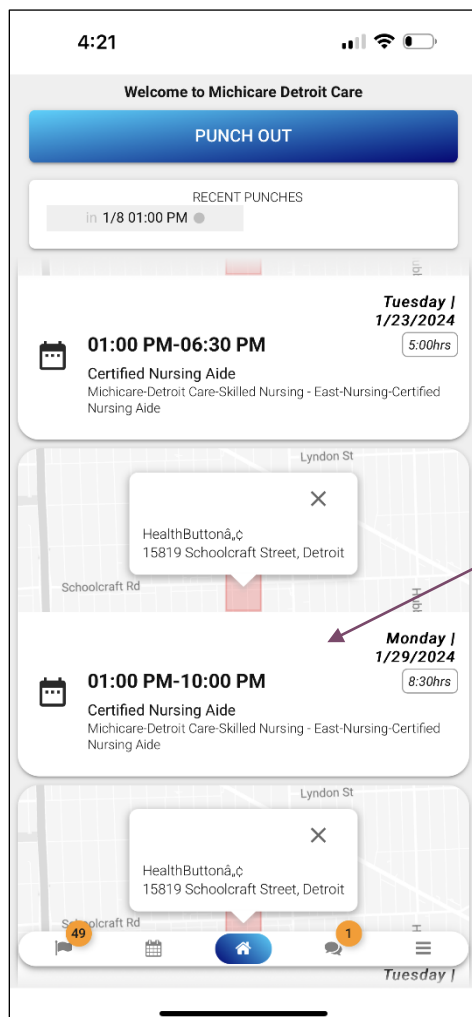 4:21
Welcome to Michicare Detroit Care
PUNCH OUT
RECENT PUNCHES
in 1/8 01:00 PM
Tuesday |
1/23/2024
01:00 PM-06:30 PM
5:00hrs
Certified Nursing Aide
Michicare-Detroit Care-Skilled Nursing - East-Nursing-Certified
Nursing Aide
Lyndon St
HealthButtonâ„¢
15819 Schoolcraft Street, Detroit
Schoolcraft Rd
Hubl
Monday |
1/29/2024
01:00 PM-10:00 PM
8:30hrs
Certified Nursing Aide
Michicare-Detroit Care-Skilled Nursing - East-Nursing-Certified
Nursing Aide
Lyndon St
HealthButtonâ„¢
15819 Schoolcraft Street, Detroit
Schoolcraft Rd
49
1
Tuesday |